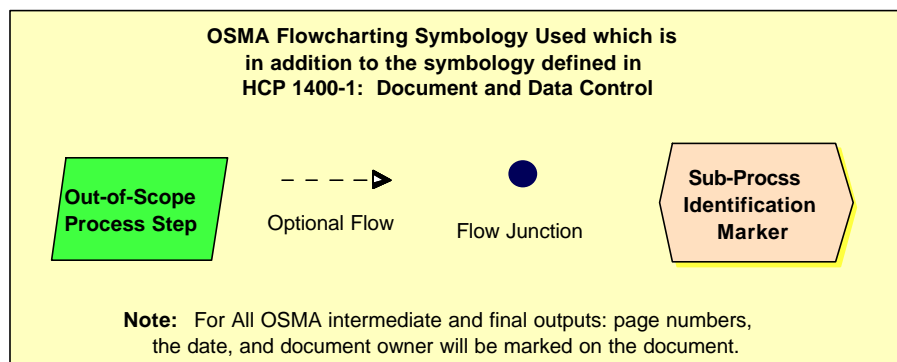 OSMA Flowcharting Symbology Used which is
in addition to the symbology defined in
HCP 1400-1: Document and Data Control
Out-of-Scope
Process Step
Optional Flow
Flow Junction
Sub-Procss
Identification
Marker
Note: For All OSMA intermediate and final outputs: page numbers,
the date, and document owner will be marked on the document.